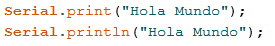 Serial.print("Hola Mundo");
Serial.println("Hola Mundo");